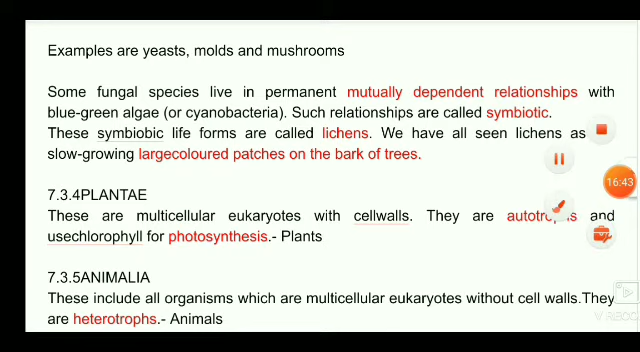 Examples are yeasts, molds and mushrooms
Some fungal species live in permanent mutually dependent relationships with
blue-green algae (or cyanobacteria). Such relationships are called symbiotic.
These symbiobic life forms are called lichens. We have all seen lichens as
slow-growing largecoloured patches on the bark of trees.
7.3.4PLANTAE
These are multicellular eukaryotes with cellwalls. They are autotrophs and
usechlorophyll for photosynthesis.- Plants
7.3.5ANIMALIA
These include all organisms which are multicellular eukaryotes without cell walls.They
are heterotrophs.- Animals
16:43